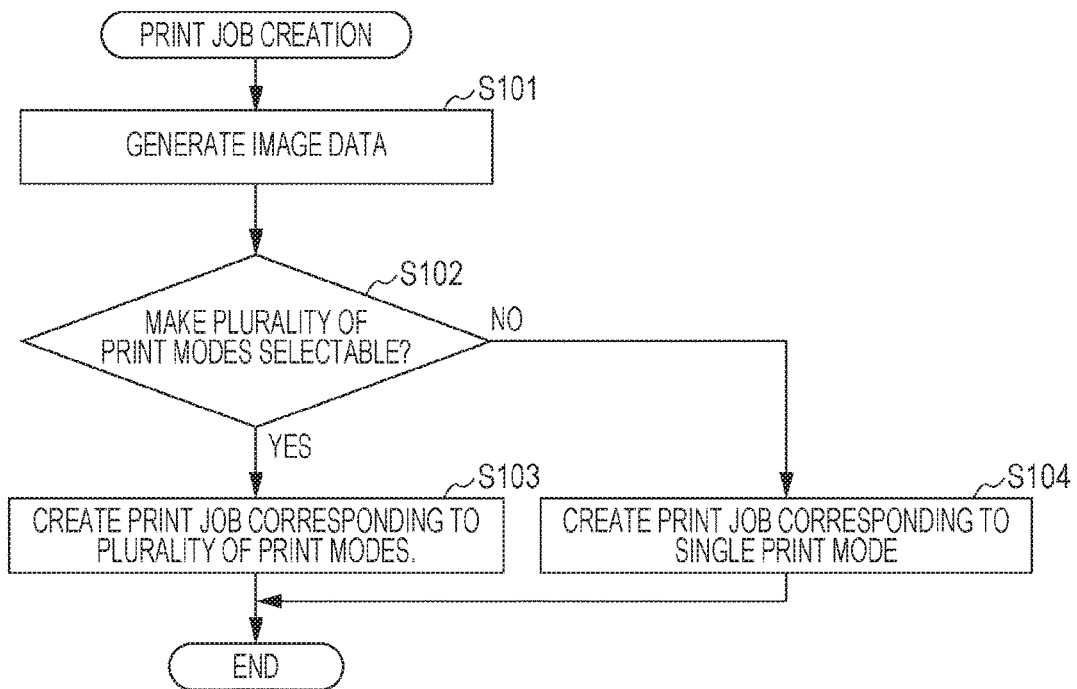 PRINT JOB CREATION
S101
GENERATE IMAGE DATA
S102
MAKE PLURALITY OF
PRINT MODES SELECTABLE?
NO
YES
S103
CREATE PRINT JOB CORRESPONDING TO
PLURALITY OF PRINT MODES.
S104
CREATE PRINT JOB CORRESPONDING TO
SINGLE PRINT MODE
END